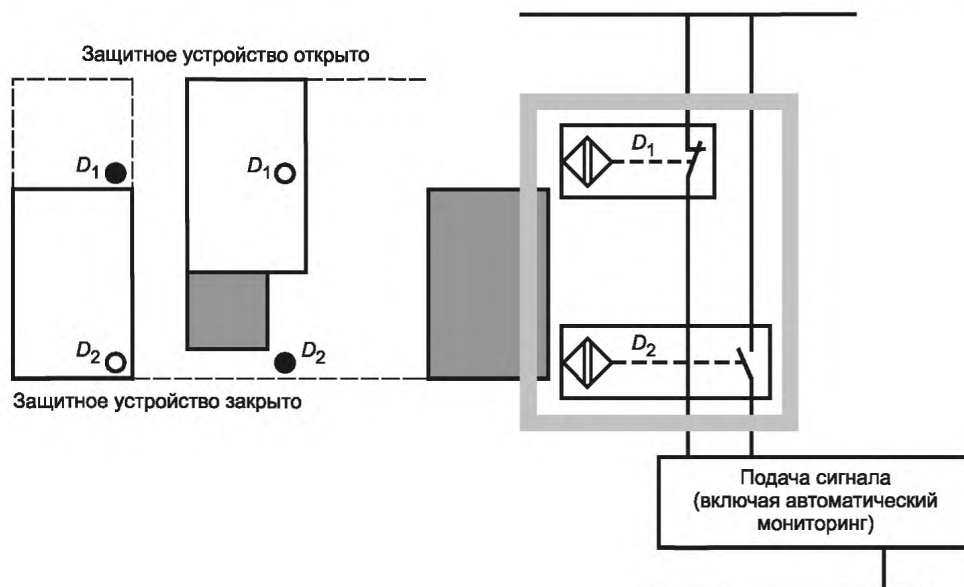 Защитное устройство открыто
D1
D1
D1
D2
D2
D2
Защитное устройство закрыто
Подача сигнала
(включая автоматический
мониторинг)